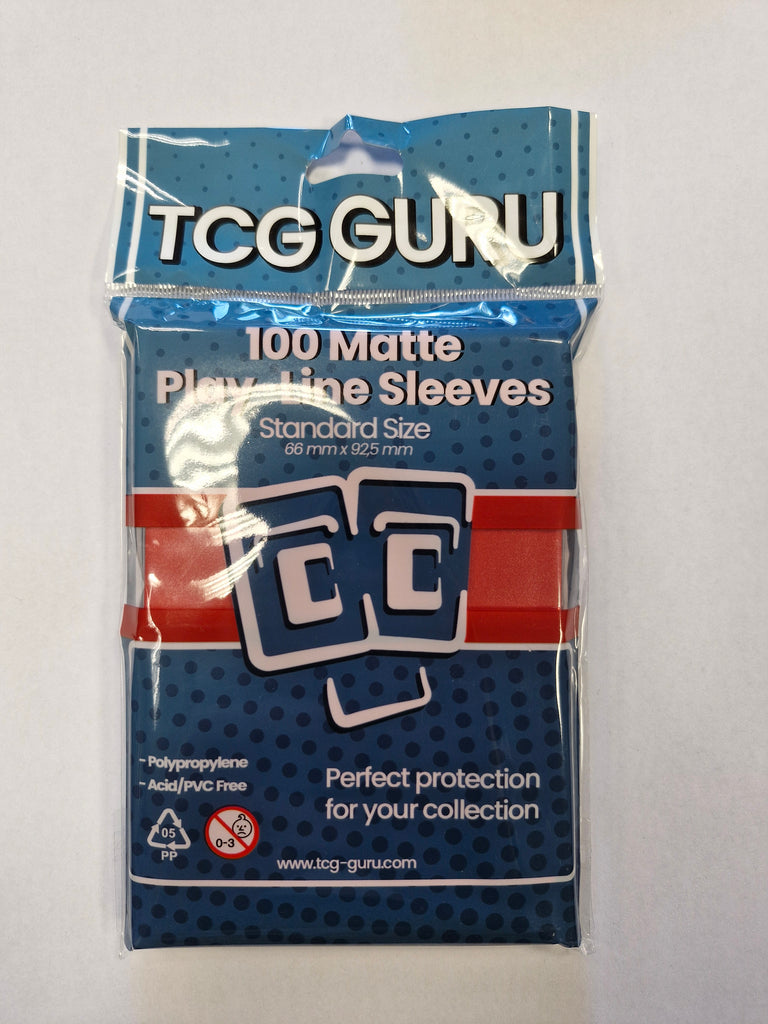 TCG GURU
100 Matte
Play-Line Sleeves
Standard Size
66 mm x 92,5 mm
C C
- Polypropylene
- Acid/PVC Free
Perfect protection
for your collection
05
PP
0-3
www.tcg-guru.com